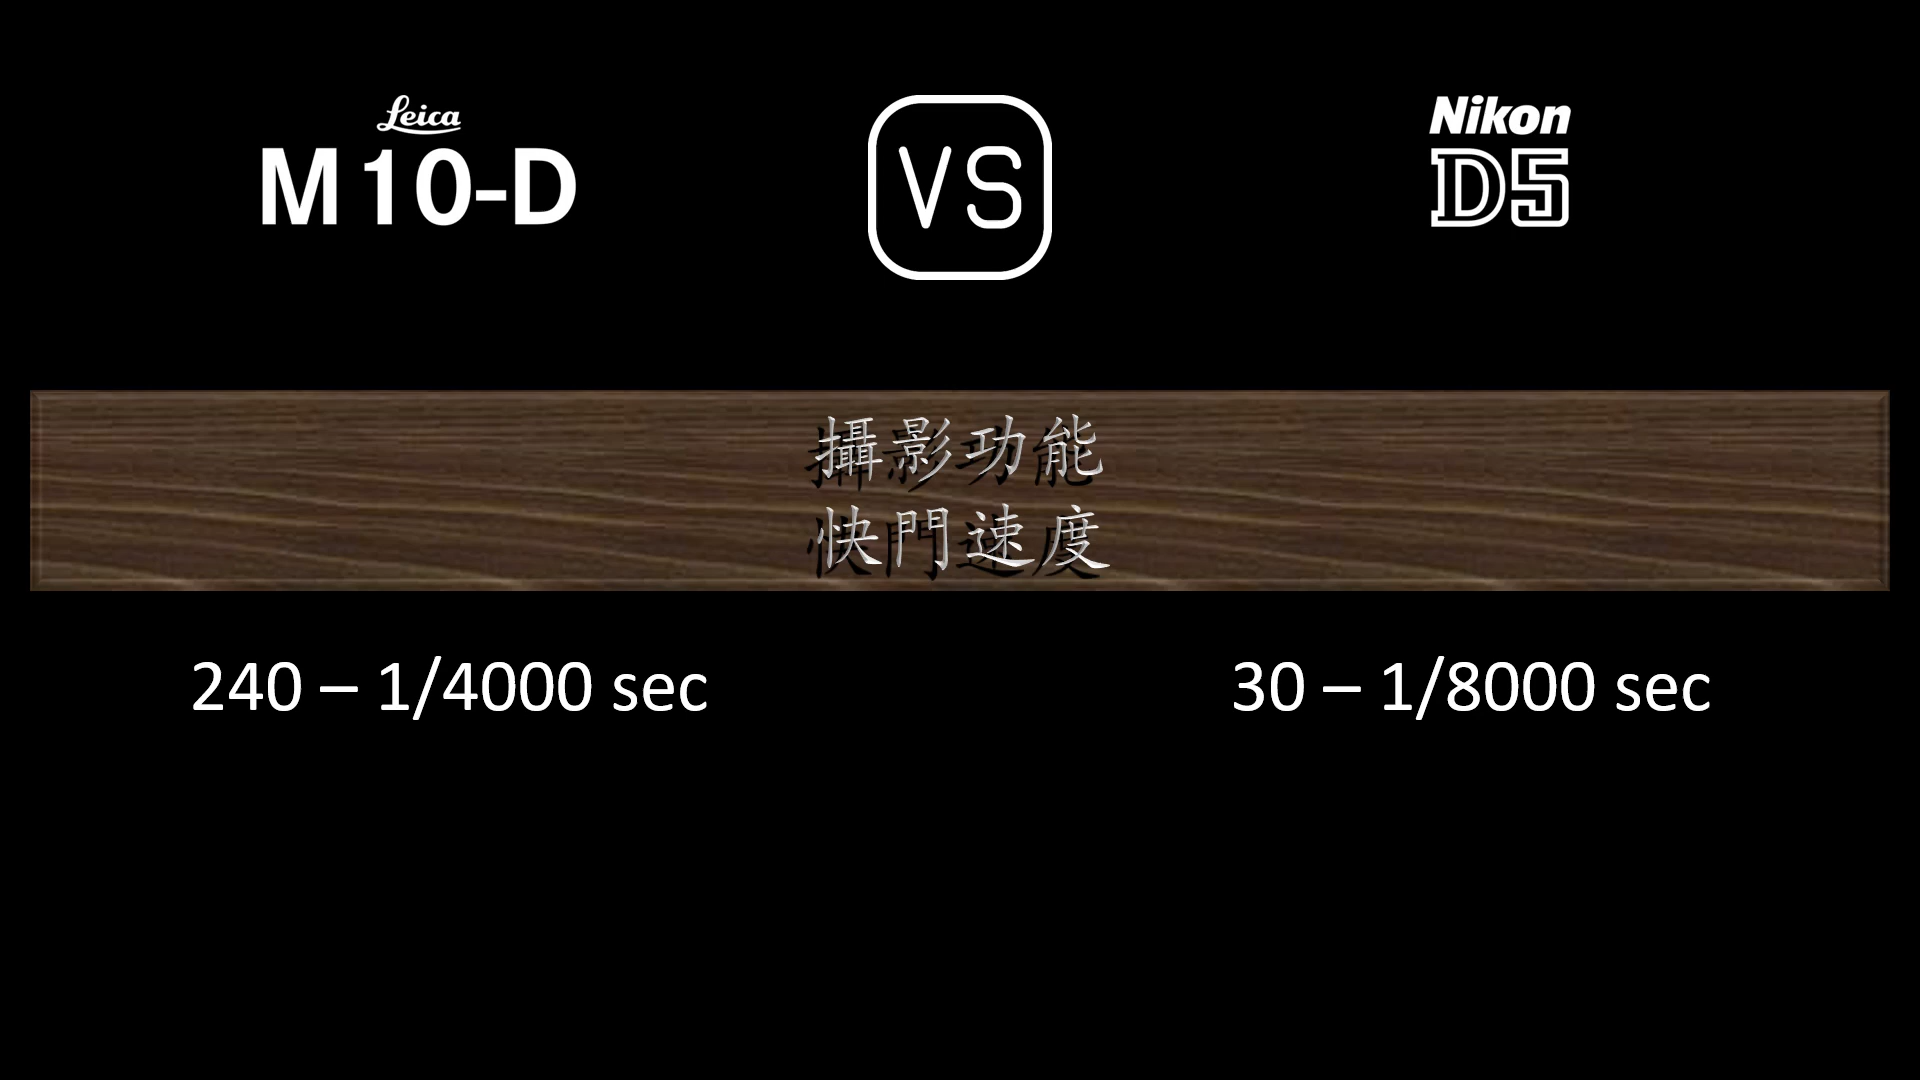 Leica
M10-D
VS
Nikon
D5
攝影功能
快門速度
240 – 1/4000 sec
30 – 1/8000 sec